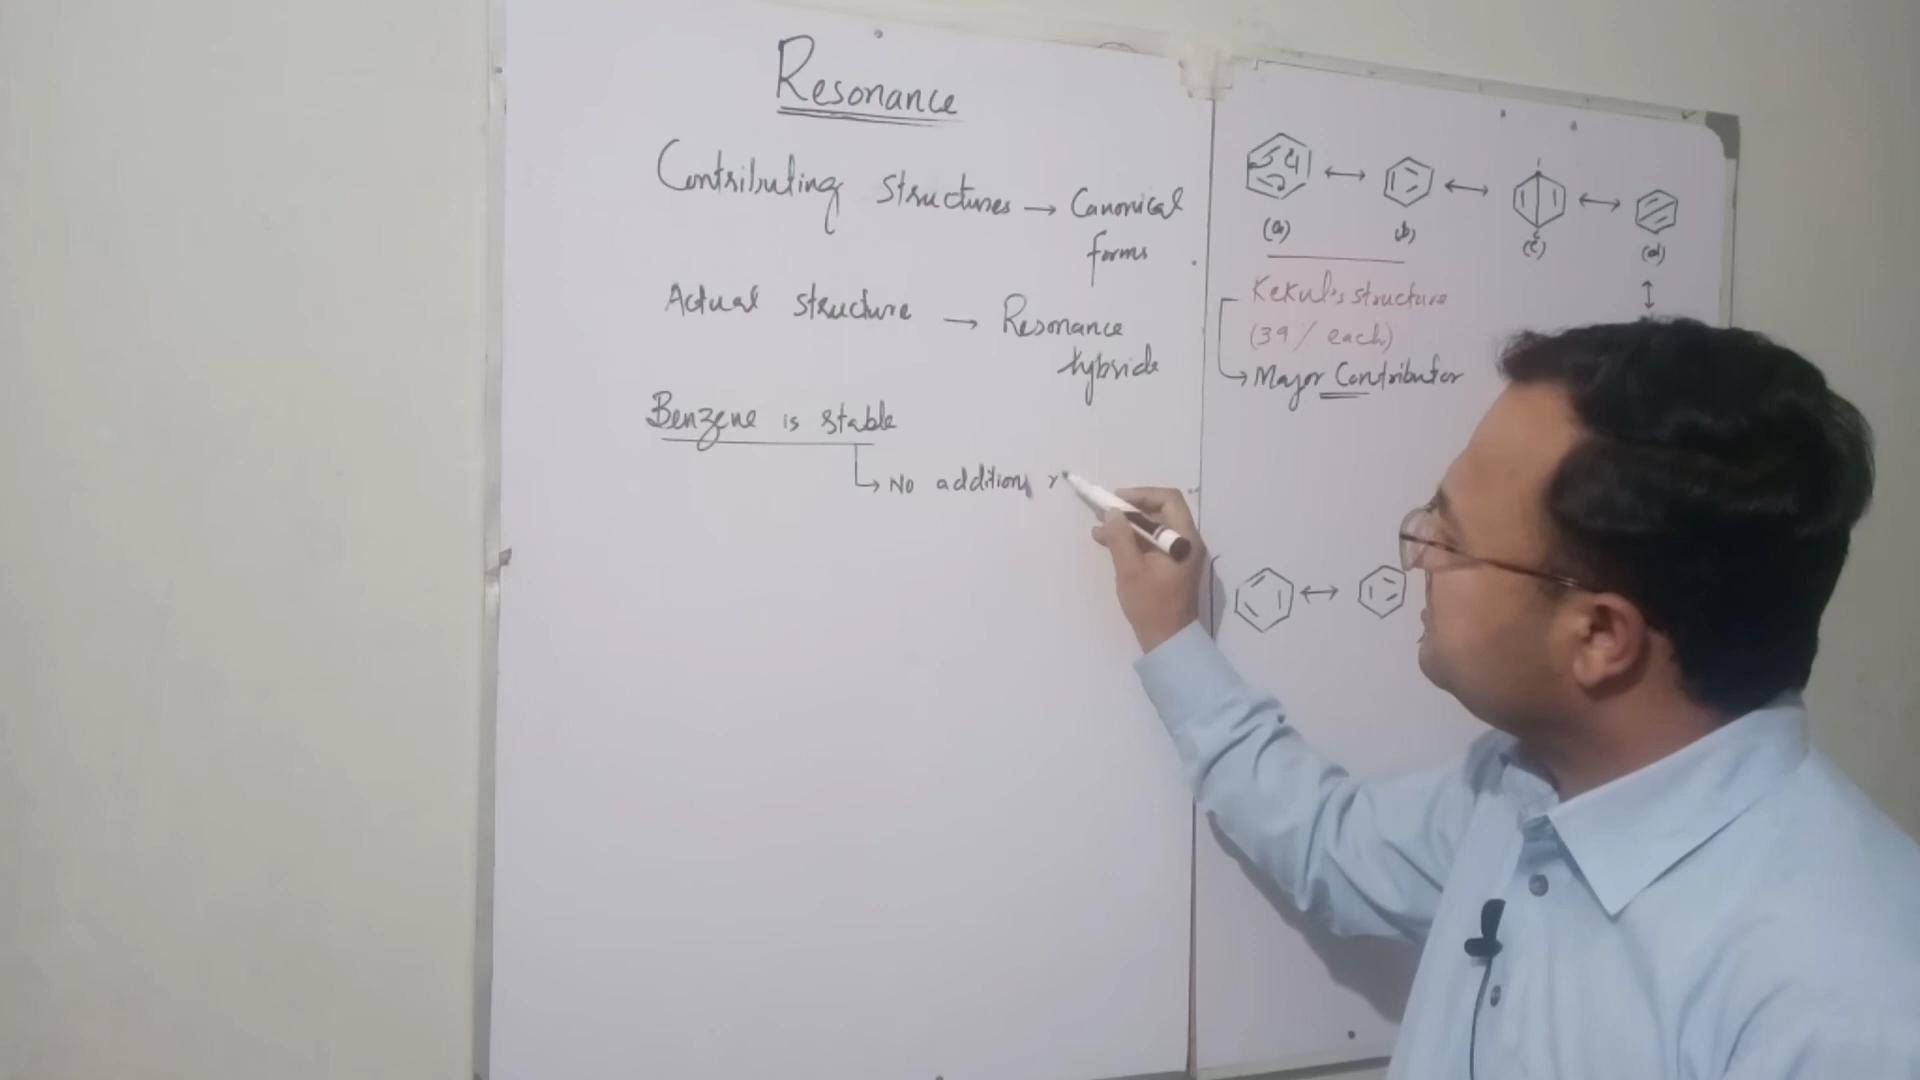 Resonance
Contributing structures → Canonical
forms
Actual structure → Resonance
hybride
Benzene is stable
↳ No addition r
(a) (b) (c) (d)
Kekul's structure
(39/ each)
→ Major Contributor